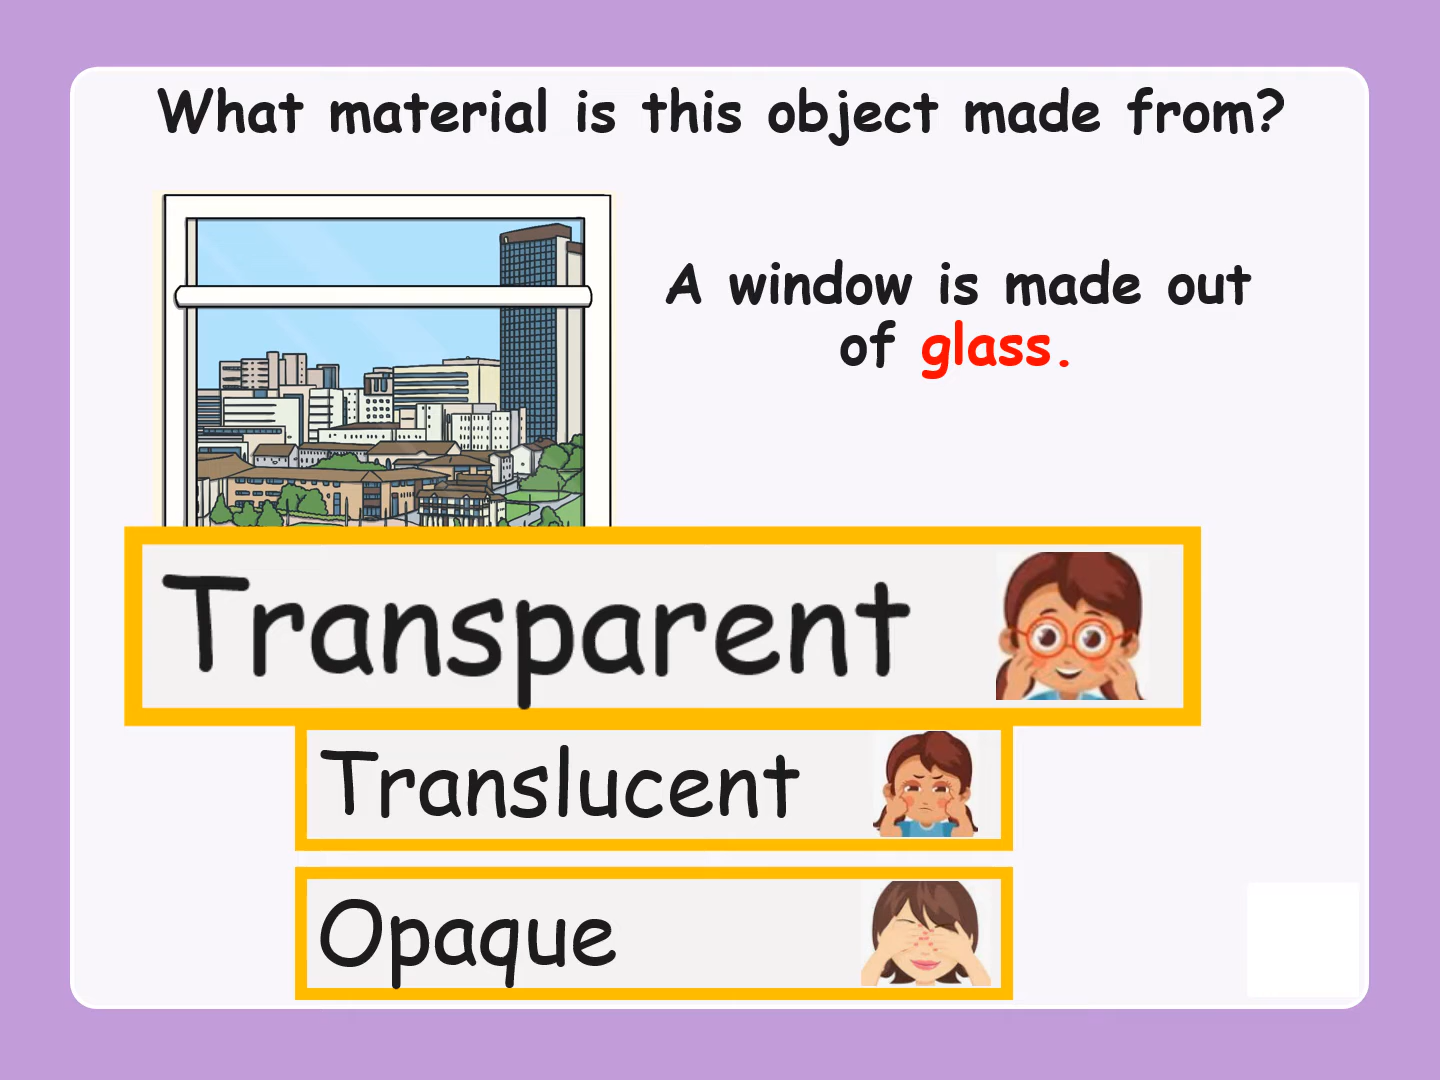 What material is this object made from?
A window is made out
of glass.
Transparent
Translucent
Opaque